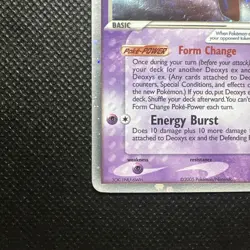 BASIC
When Pokémon
your opponent takes
Poké-POWER Form Change
Once during your turn (before your attack)
your deck for another Deoxys ex and
Deoxys ex. (Any cards attached to Deox
counters, Special Conditions, and effects on
new Pokémon.) If you do, put Deoxys
deck. Shuffle your deck afterward. You can't
Form Change Poké-Power each turn.
Energy Burst
Does 10 damage plus 10 more damage
attached to Deoxys ex and the Defending
weakness
resistance
©2005 Pokémon